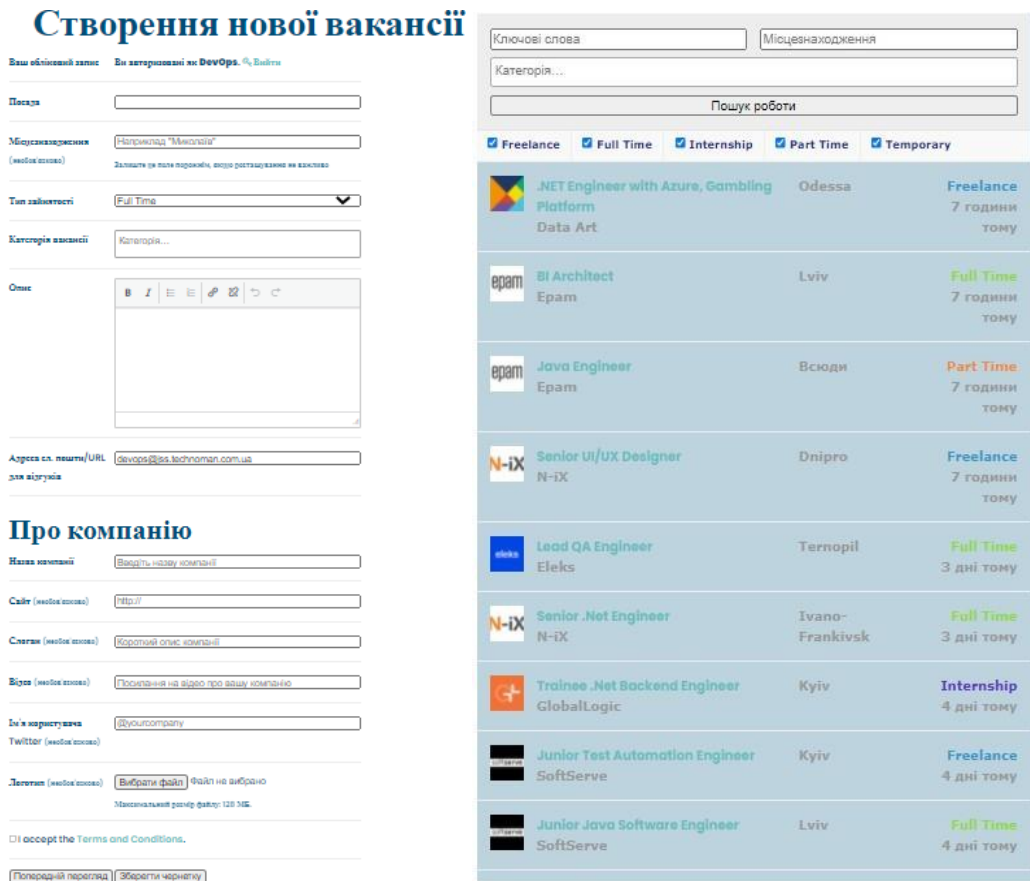 Створення нової вакансії
Ваш обліковий запис
Ви авторизовані як DevOps. Вийти
Посада
Місцезнаходження
(необов'язково)
Наприклад "Миколаїв"
Залиште це поле порожнім, якщо розташування не важливо
Тип зайнятості
Full Time
Категорія вакансії
Категорія...
Опис
B I
Адреса ел. пошти/URL
для відгуків
devops@jss.technoman.com.ua
Про компанію
Назва компанії
Введіть назву компанії
Сайт (необов'язково)
http://
Слоган (необов'язково)
Короткий опис компанії
Відео (необов'язково)
Посилання на відео про вашу компанію
Ім'я користувача
Twitter (необов'язково)
@yourcompany
Логотип (необов'язково)
Вибрати файл Файл не вибрано
Максимальний розмір файлу: 128 МБ.
I accept the Terms and Conditions.
Попередній перегляд Зберегти чернетку
Ключові слова
Місцезнаходження
Категорія...
Пошук роботи
Freelance Full Time Internship Part Time Temporary
.NET Engineer with Azure, Gambling
Platform
Data Art
Odessa
Freelance
7 години
тому
epam
BI Architect
Epam
Lviv
Full Time
7 години
тому
epam
Java Engineer
Epam
Всюди
Part Time
7 години
тому
N-iX
Senior UI/UX Designer
N-iX
Dnipro
Freelance
7 години
тому
eleks
Lead QA Engineer
Eleks
Ternopil
Full Time
3 дні тому
N-iX
Senior .Net Engineer
N-iX
Ivano-
Frankivsk
Full Time
3 дні тому
Trainee .Net Backend Engineer
GlobalLogic
Kyiv
Internship
4 дні тому
softserve
Junior Test Automation Engineer
SoftServe
Kyiv
Freelance
4 дні тому
softserve
Junior Java Software Engineer
SoftServe
Lviv
Full Time
4 дні тому